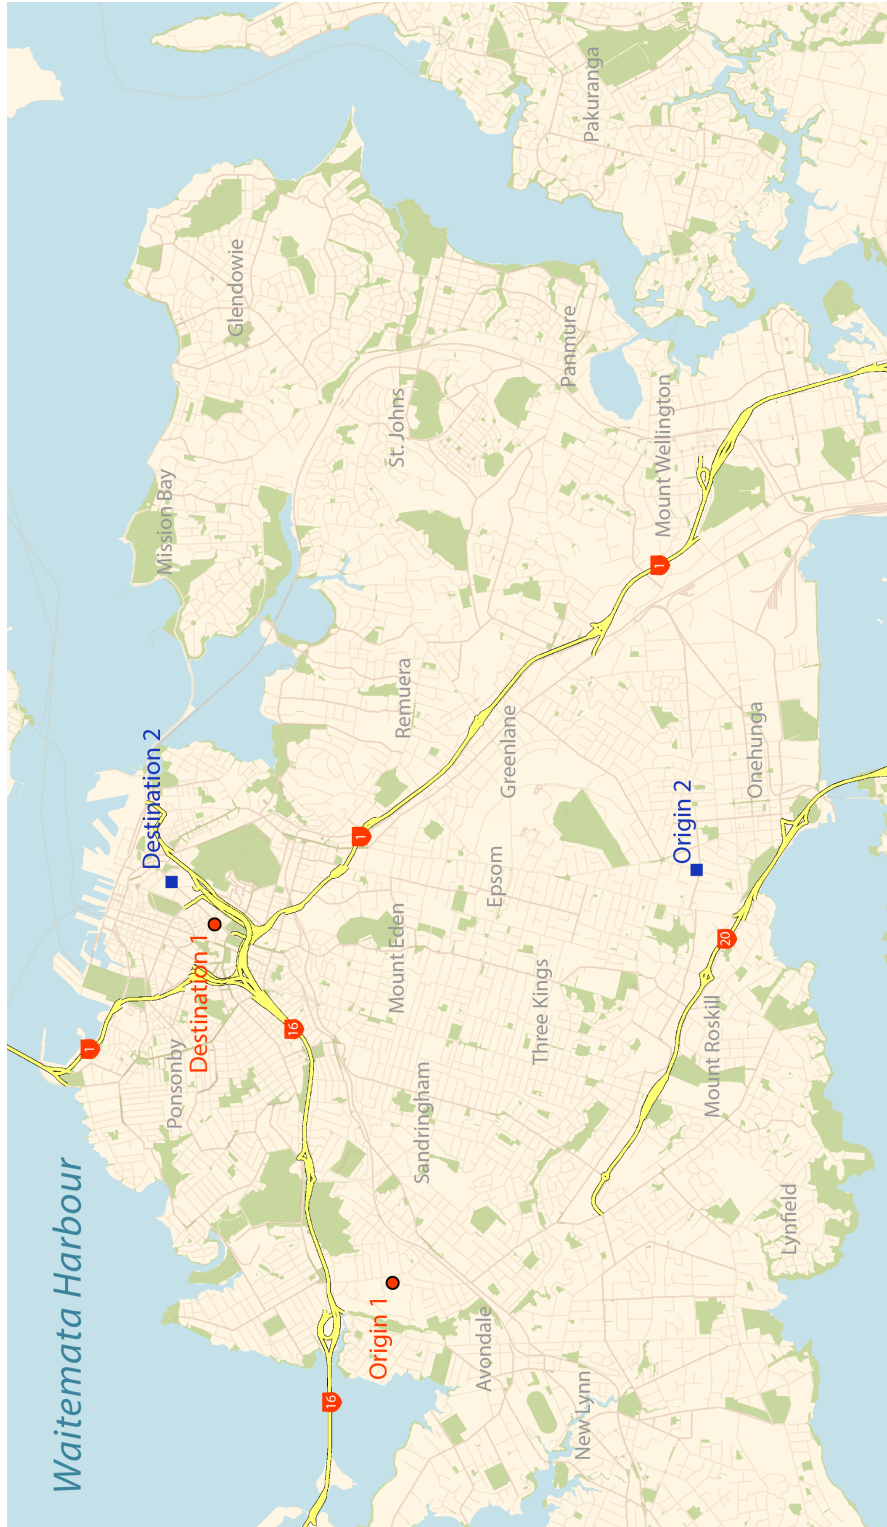 Waitemata Harbour
Ponsonby
1
Destination 1
Destination 2
Mission Bay
Glendowie
16
16
Origin 1
Sandringham
Mount Eden
1
Remuera
St. Johns
Avondale
Three Kings
Epsom
Greenlane
Panmure
Pakuranga
New Lynn
Lynfield
Mount Roskill
20
Origin 2
Onehunga
1
Mount Wellington